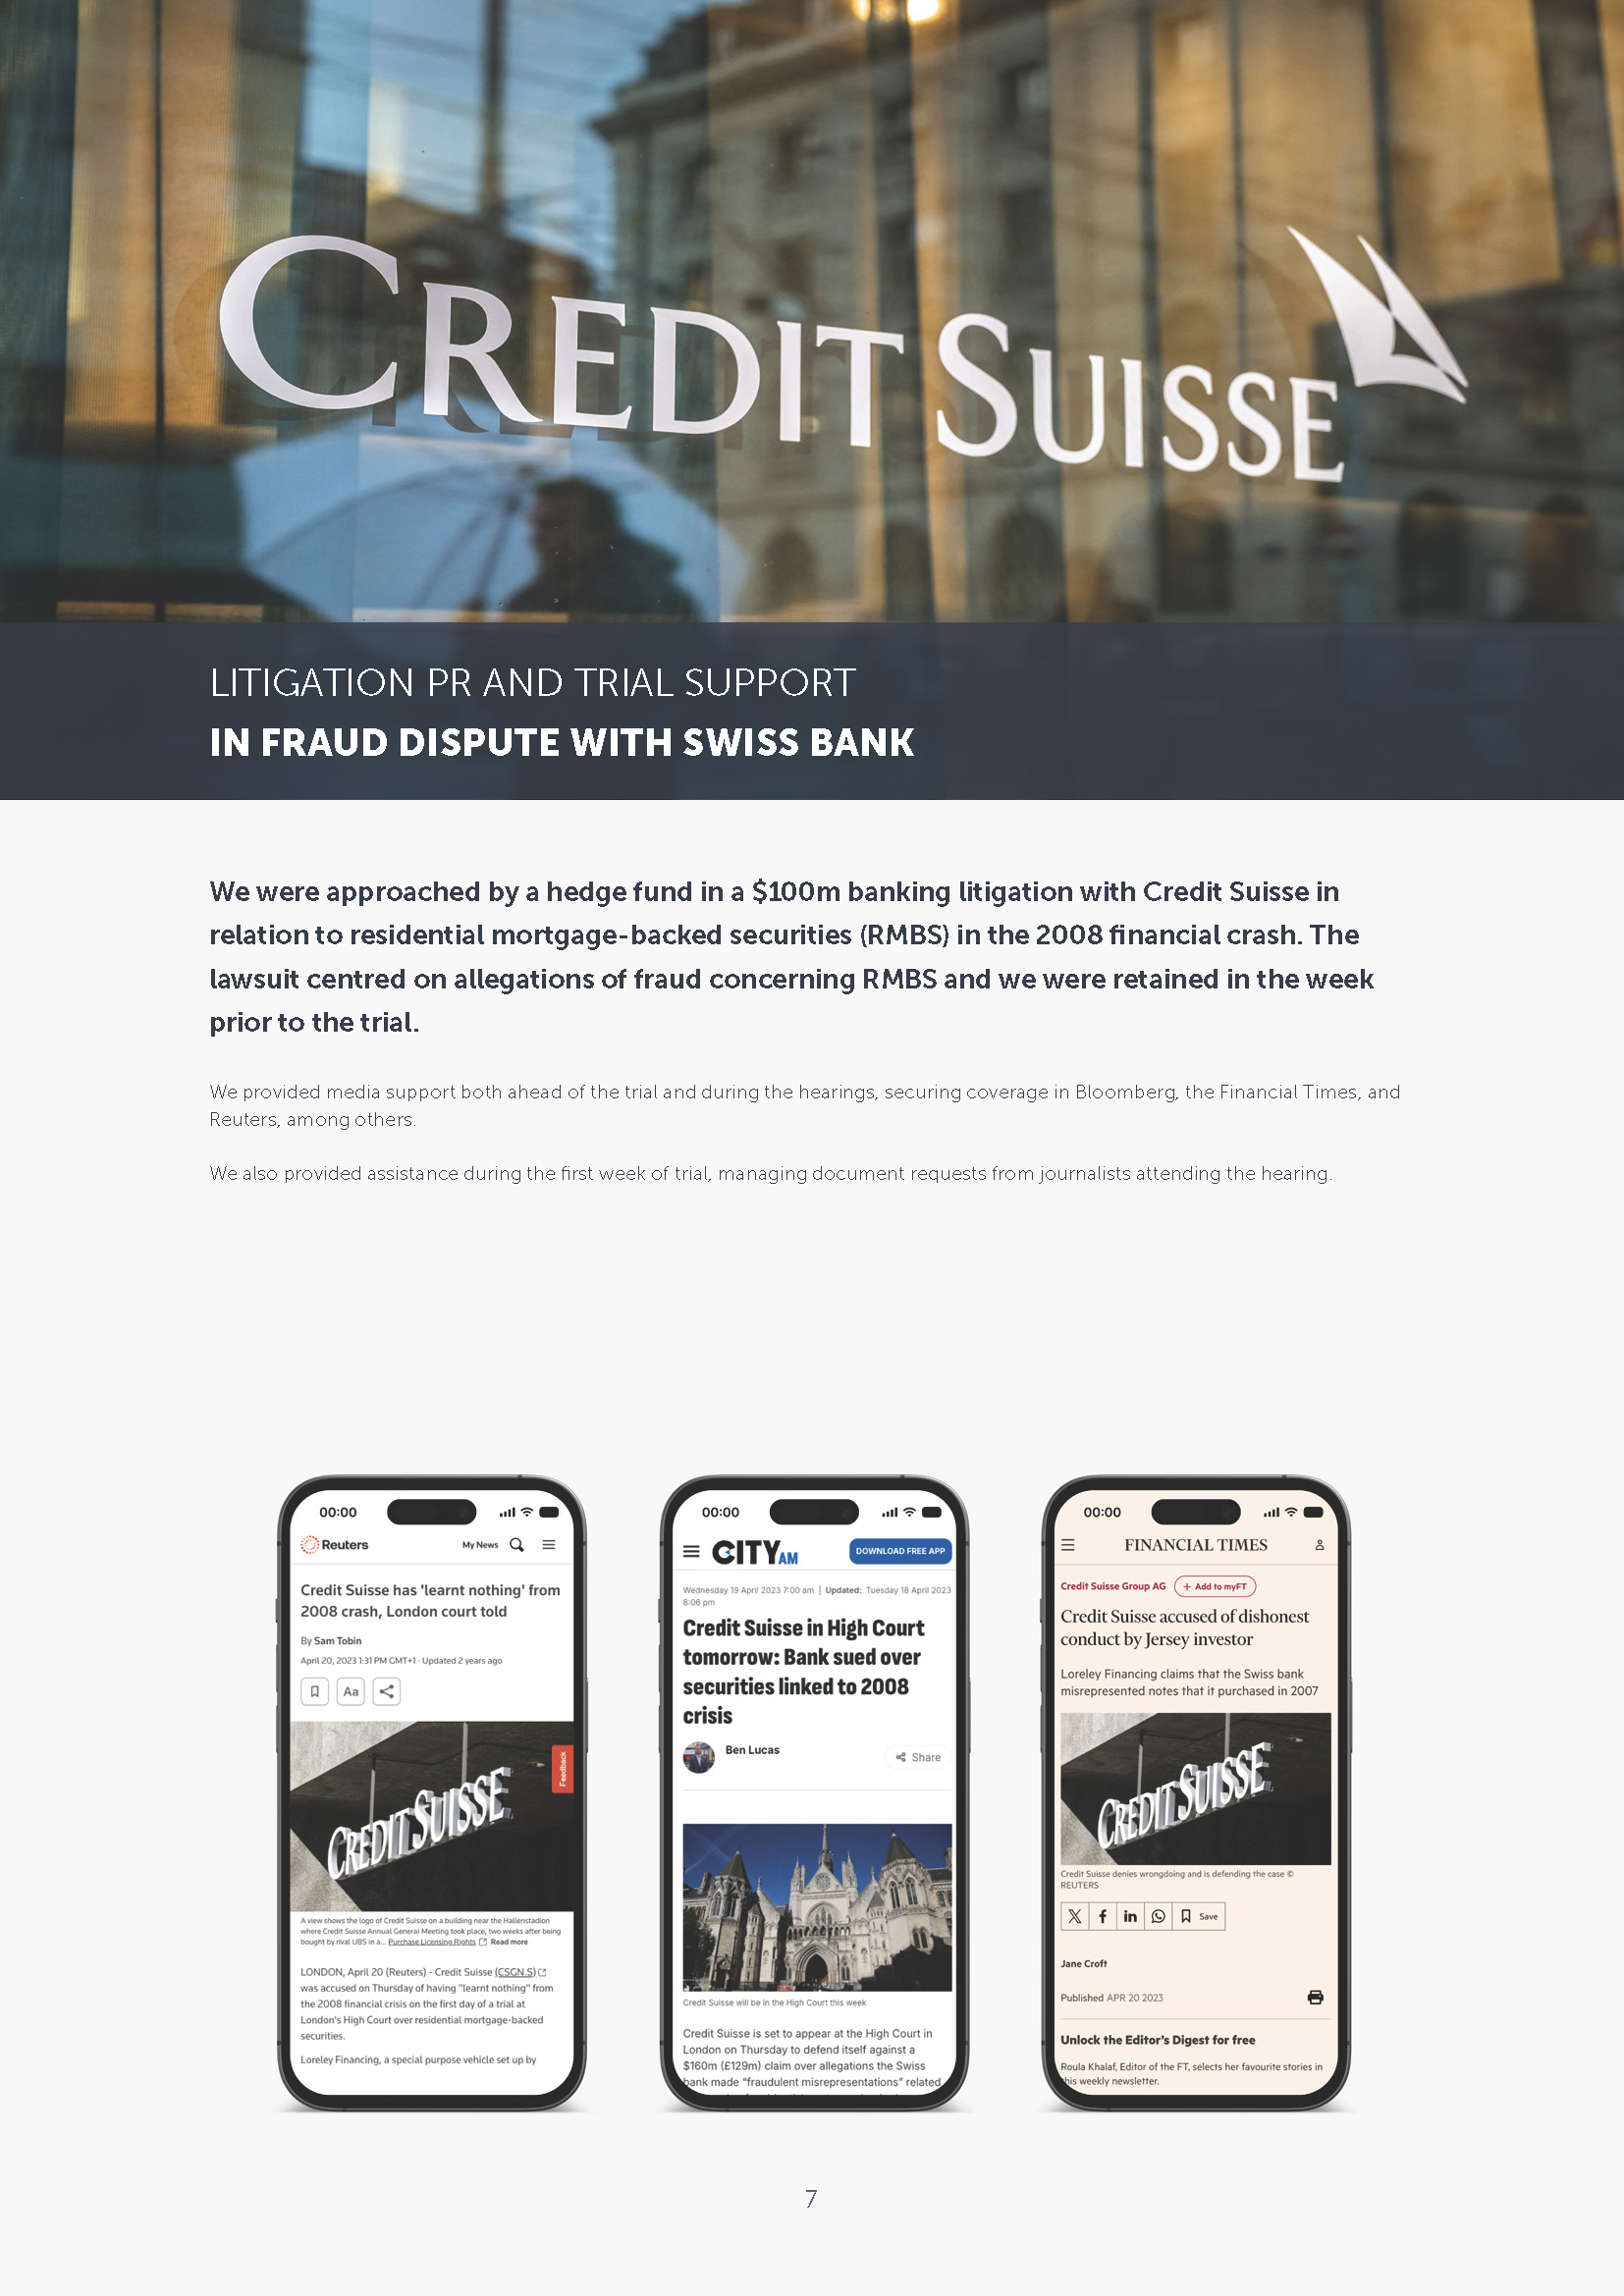 CREDIT SUISSE
LITIGATION PR AND TRIAL SUPPORT
IN FRAUD DISPUTE WITH SWISS BANK
We were approached by a hedge fund in a $100m banking litigation with Credit Suisse in
relation to residential mortgage-backed securities (RMBS) in the 2008 financial crash. The
lawsuit centred on allegations of fraud concerning RMBS and we were retained in the week
prior to the trial.
We provided media support both ahead of the trial and during the hearings, securing coverage in Bloomberg, the Financial Times, and
Reuters, among others.
We also provided assistance during the first week of trial, managing document requests from journalists attending the hearing.
00:00
Reuters
My News
Credit Suisse has 'learnt nothing' from
2008 crash, London court told
By Sam Tobin
April 20, 2023 1:31 PM GMT+1 · Updated 2 years ago
Aa
Feedback
CREDIT SUISSE
A view shows the logo of Credit Suisse on a building near the Hallenstadion
where Credit Suisse Annual General Meeting took place, two weeks after being
bought by rival UBS in a... Purchase Licensing Rights Read more
LONDON, April 20 (Reuters) - Credit Suisse (CSGN.S)
was accused on Thursday of having "learnt nothing" from
the 2008 financial crisis on the first day of a trial at
London's High Court over residential mortgage-backed
securities.
Loreley Financing, a special purpose vehicle set up by
00:00
CITY AM
DOWNLOAD FREE APP
Wednesday 19 April 2023 7:00 am | Updated: Tuesday 18 April 2023
8:06 pm
Credit Suisse in High Court
tomorrow: Bank sued over
securities linked to 2008
crisis
Ben Lucas
Share
Credit Suisse will be in the High Court this week
Credit Suisse is set to appear at the High Court in
London on Thursday to defend itself against a
$160m (£129m) claim over allegations the Swiss
bank made “fraudulent misrepresentations” related
00:00
FINANCIAL TIMES
Credit Suisse Group AG + Add to myFT
Credit Suisse accused of dishonest
conduct by Jersey investor
Loreley Financing claims that the Swiss bank
misrepresented notes that it purchased in 2007
CREDIT SUISSE
Credit Suisse denies wrongdoing and is defending the case ©
REUTERS
Save
Jane Croft
Published APR 20 2023
Unlock the Editor’s Digest for free
Roula Khalaf, Editor of the FT, selects her favourite stories in
this weekly newsletter.
7